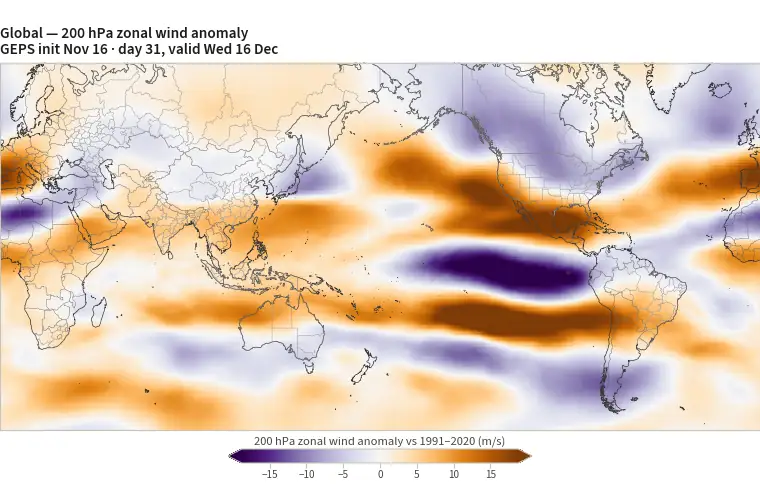 Global — 200 hPa zonal wind anomaly
GEPS init Nov 16 · day 31, valid Wed 16 Dec
200 hPa zonal wind anomaly vs 1991–2020 (m/s)
−15 −10 −5 0 5 10 15